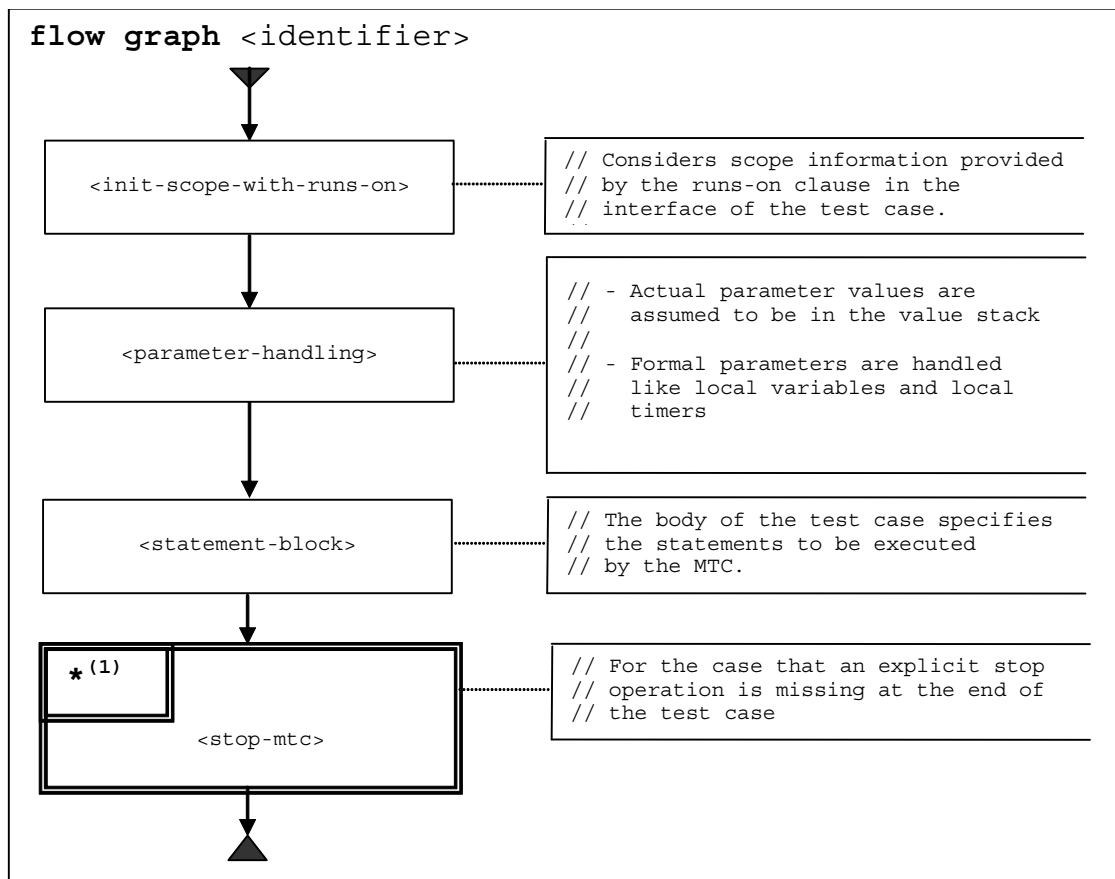 flow graph <identifier>
<init-scope-with-runs-on>
// Considers scope information provided
// by the runs-on clause in the
// interface of the test case.
<parameter-handling>
// - Actual parameter values are
//   assumed to be in the value stack
//
// - Formal parameters are handled
//   like local variables and local
//   timers
<statement-block>
// The body of the test case specifies
// the statements to be executed
// by the MTC.
*(1)
<stop-mtc>
// For the case that an explicit stop
// operation is missing at the end of
// the test case